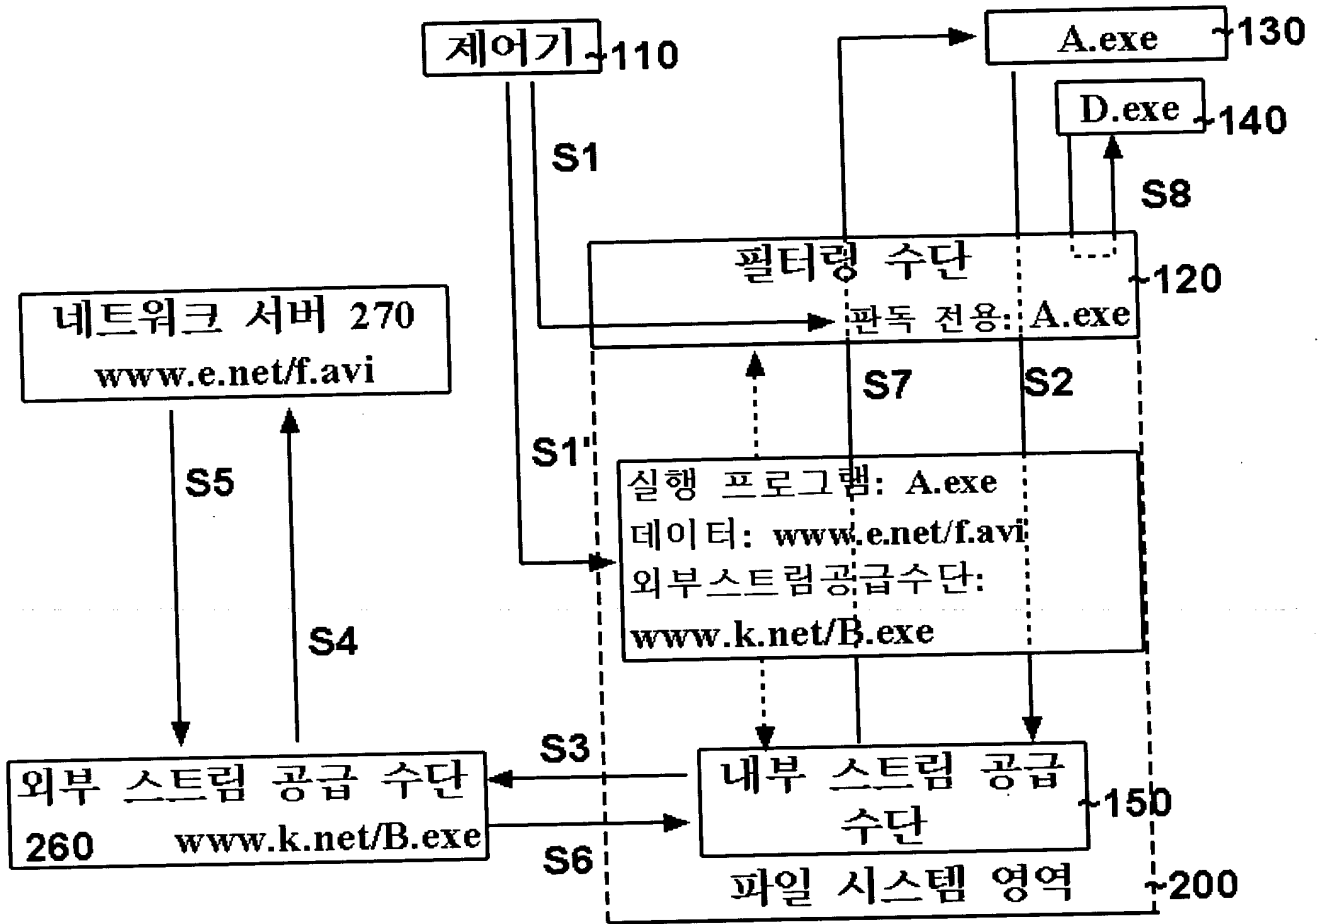 제어기 ~110
A.exe ~130
D.exe ~140
S1
S8
필터링 수단
~120
판독 전용: A.exe
네트워크 서버 270
www.e.net/f.avi
S7
S2
S1'
S5
실행 프로그램: A.exe
데이터: www.e.net/f.avi
외부스트림공급수단:
www.k.net/B.exe
S4
S3
외부 스트림 공급 수단
260 www.k.net/B.exe
S6
내부 스트림 공급
수단
~150
파일 시스템 영역 ~200